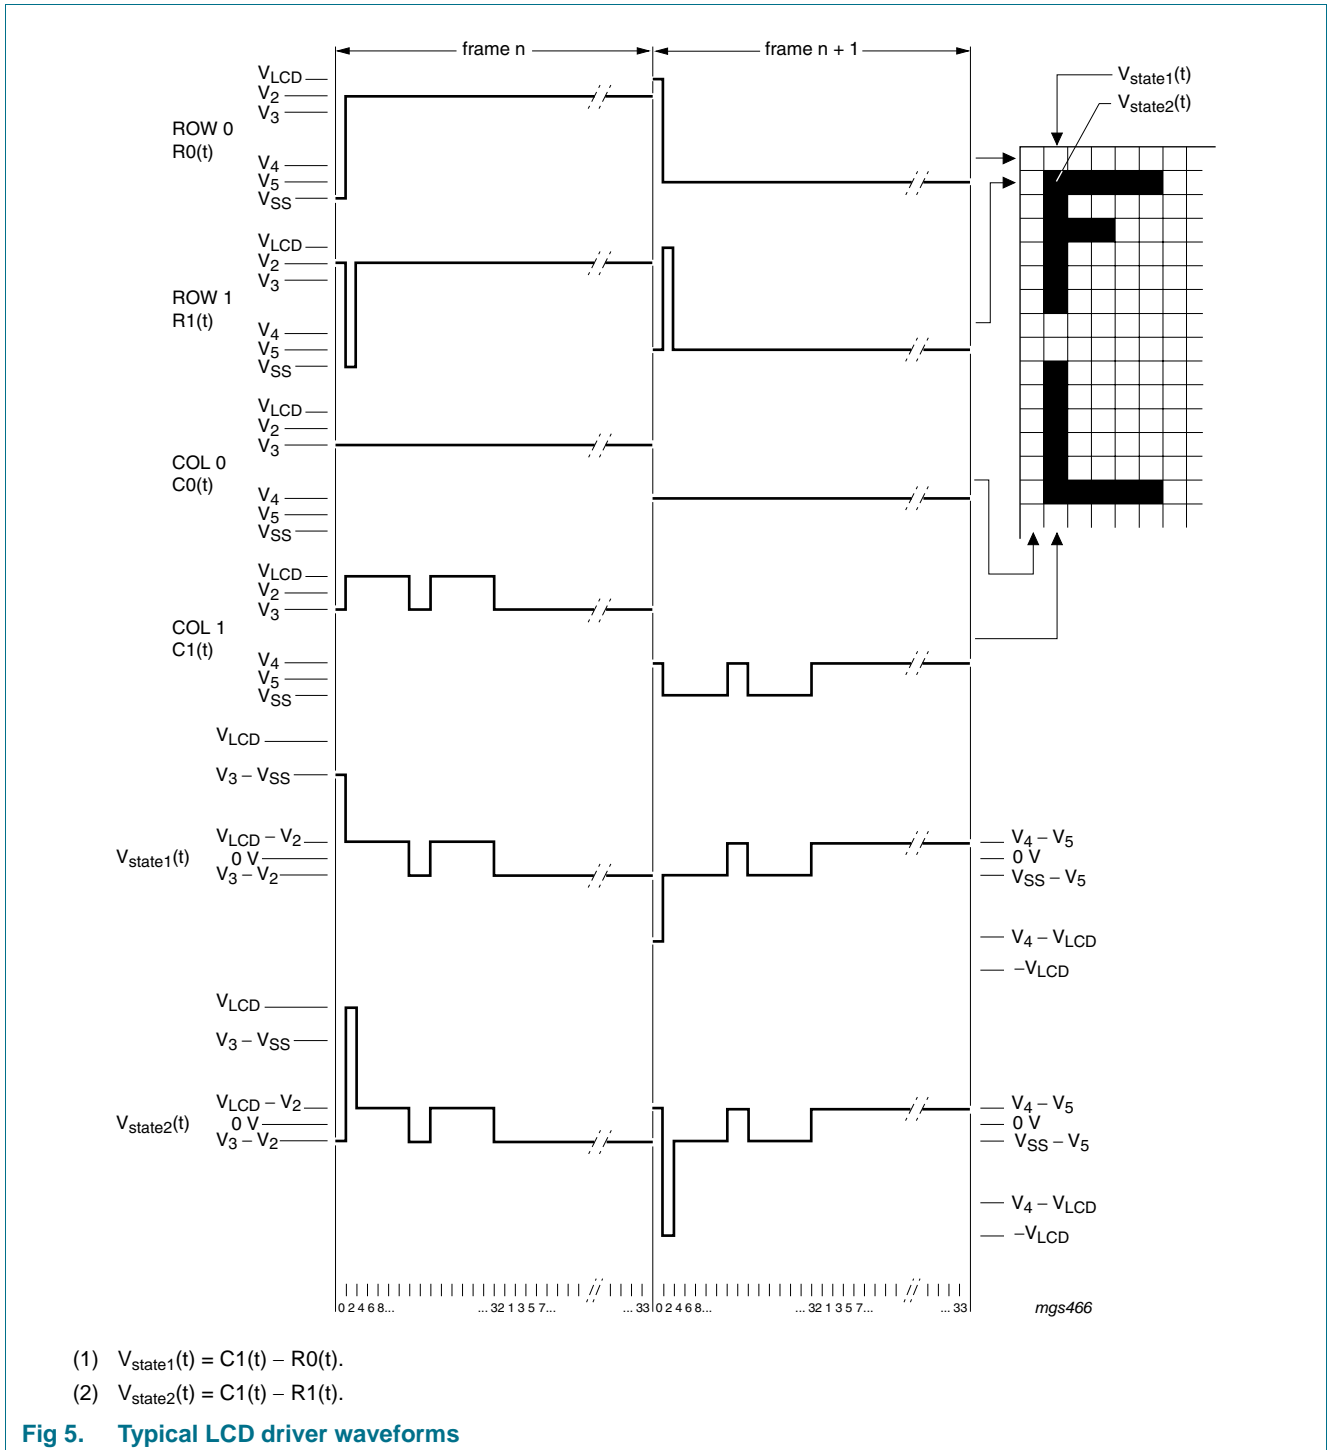 frame n
frame n + 1
VLCD
V2
V3
ROW 0
R0(t)
V4
V5
VSS
Vstate1(t)
Vstate2(t)
VLCD
V2
V3
ROW 1
R1(t)
V4
V5
VSS
VLCD
V2
V3
COL 0
C0(t)
V4
V5
VSS
VLCD
V2
V3
COL 1
C1(t)
V4
V5
VSS
VLCD
V3 – VSS
VLCD – V2
Vstate1(t)
0 V
V3 – V2
V4 – V5
0 V
VSS – V5
V4 – VLCD
–VLCD
VLCD
V3 – VSS
VLCD – V2
Vstate2(t)
0 V
V3 – V2
V4 – V5
0 V
VSS – V5
V4 – VLCD
–VLCD
0 2 4 6 8... ... 32 1 3 5 7... ... 33 0 2 4 6 8... ... 32 1 3 5 7... ... 33
mgs466
(1) Vstate1(t) = C1(t) – R0(t).
(2) Vstate2(t) = C1(t) – R1(t).
Fig 5. Typical LCD driver waveforms